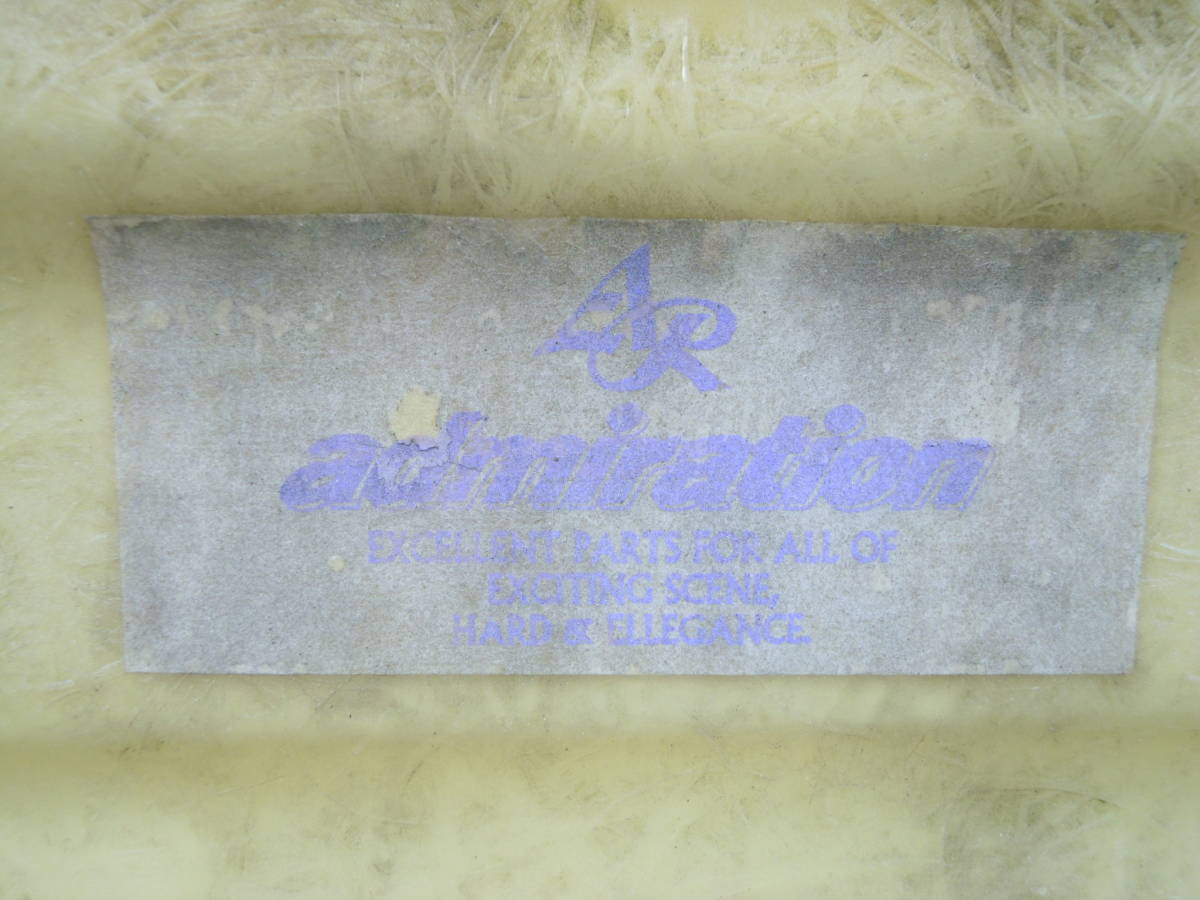 AR
admiration
EXCELLENT PARTS FOR ALL OF
EXCITING SCENE,
HARD & ELLEGANCE.